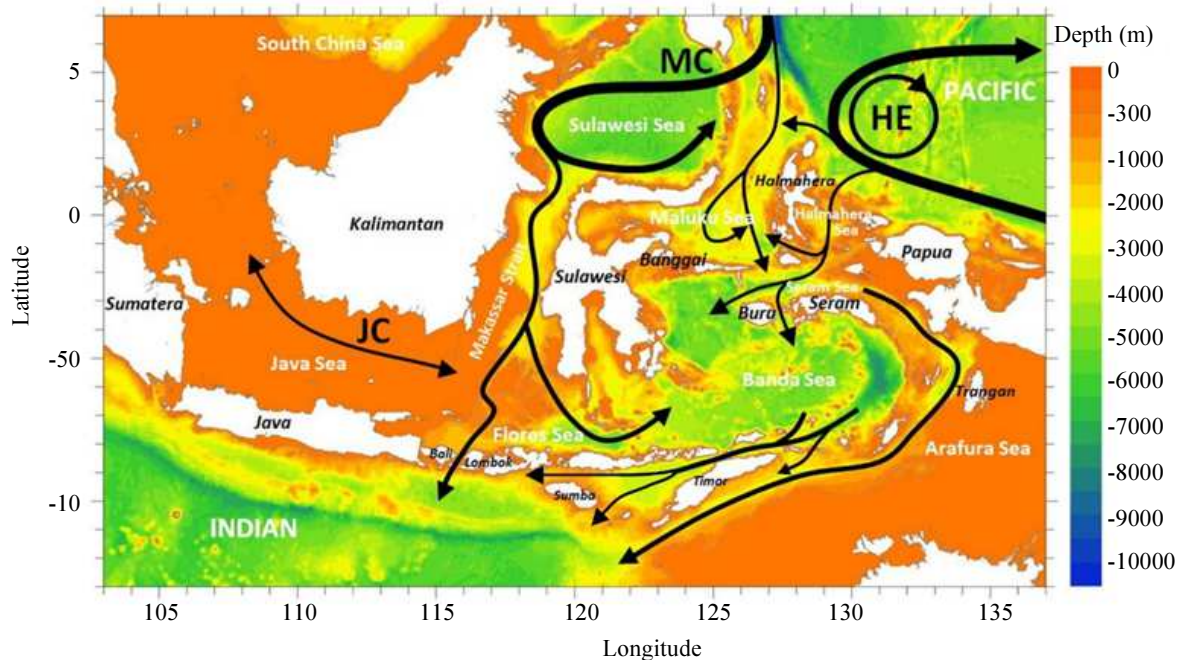 South China Sea
MC
Depth (m)
PACIFIC
HE
Sulawesi Sea
Halmahera
Kalimantan
Maluku Sea
Halmahera
Sea
Papua
Banggai
Sulawesi
Makassar Strait
Sumatera
Seram Sea
Seram
Bura
JC
Java Sea
Banda Sea
Trangan
Java
Flores Sea
Arafura Sea
Bali
Lombok
Timor
Sumba
INDIAN
5
0
-50
-5
-10
Latitude
105
110
115
120
125
130
135
Longitude
0
-300
-1000
-2000
-3000
-4000
-5000
-6000
-7000
-8000
-9000
-10000